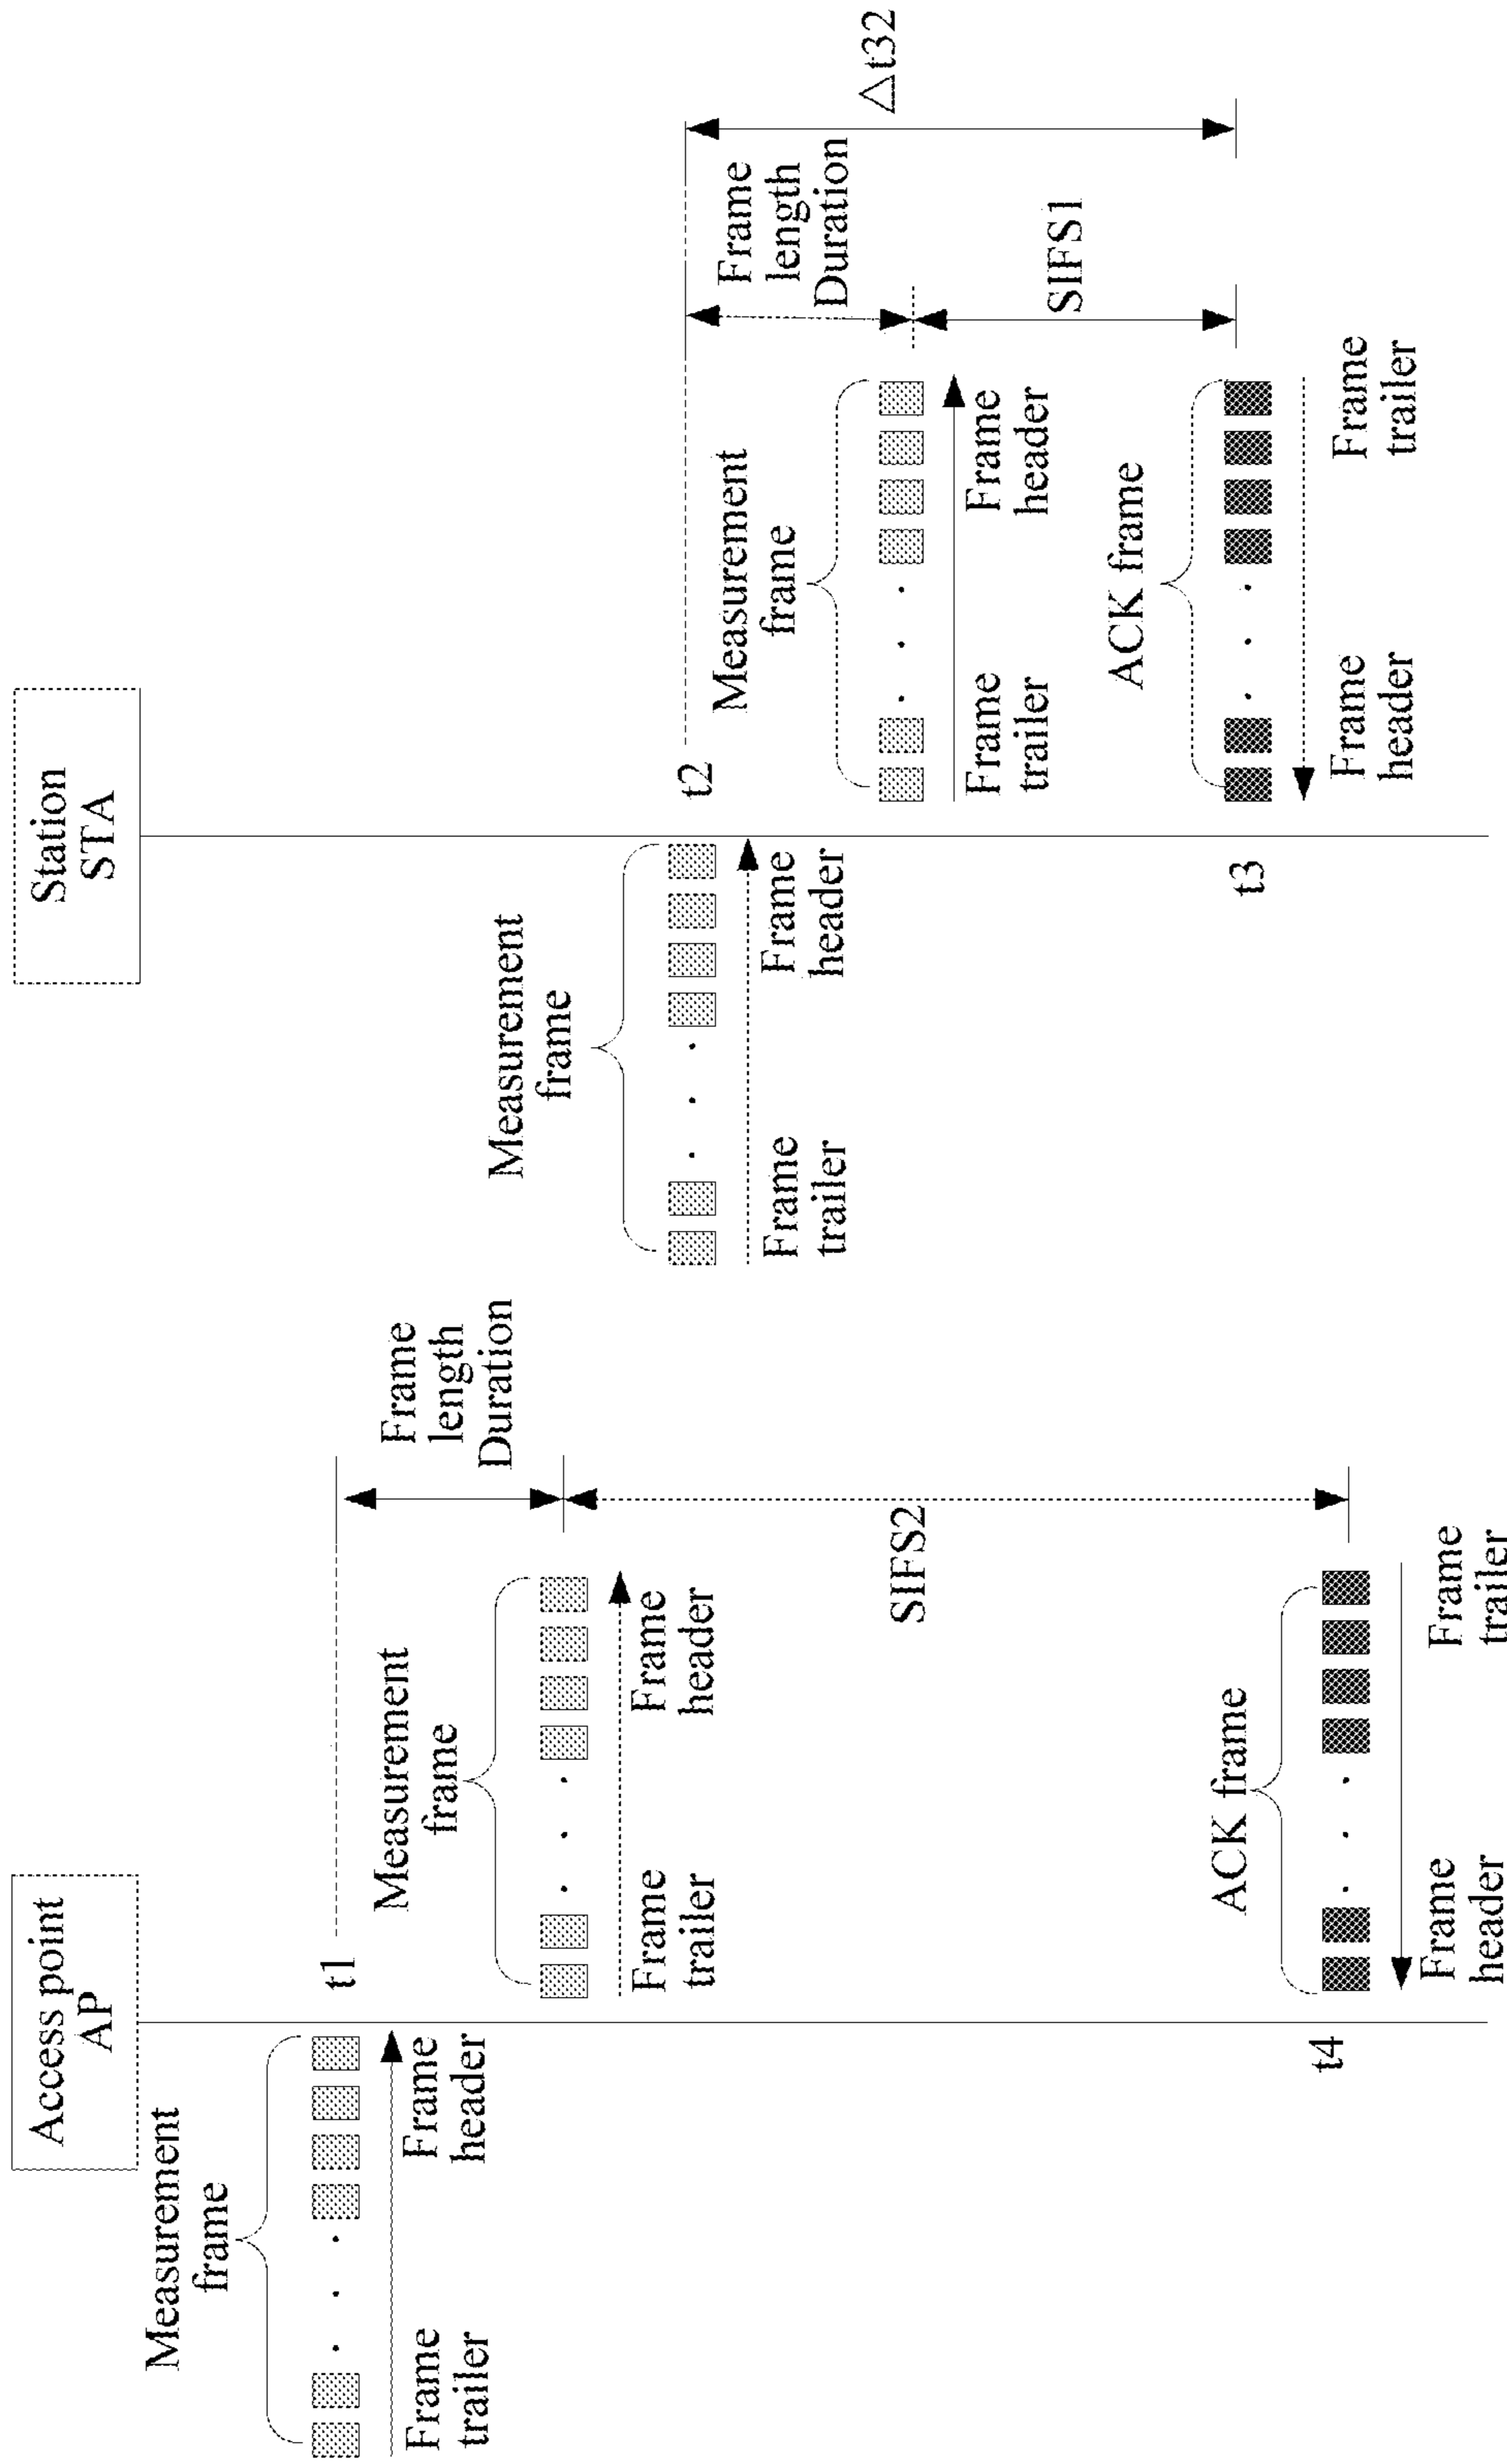 Access point
AP
Station
STA
Measurement
frame
Frame
trailer
Frame
header
t1
Frame
length
Duration
Measurement
frame
Frame
trailer
Frame
header
SIFS2
Measurement
frame
Frame
trailer
Frame
header
t2
Frame
length
Duration
△t32
Measurement
frame
Frame
trailer
Frame
header
SIFS1
t3
ACK frame
Frame
header
Frame
trailer
t4
ACK frame
Frame
header
Frame
trailer